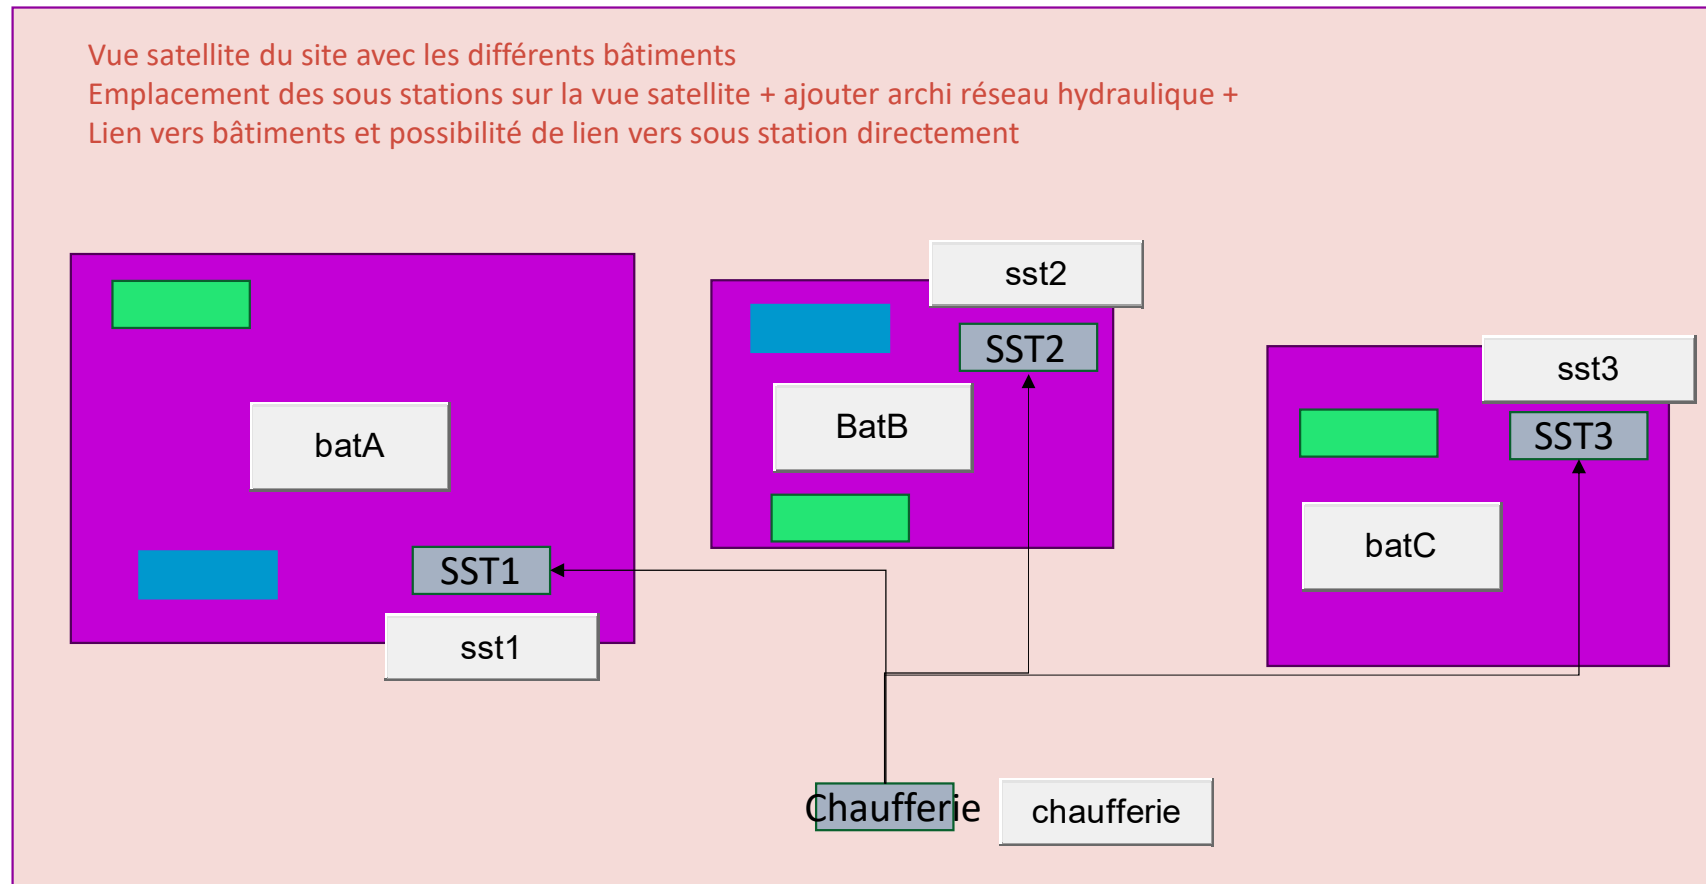 Vue satellite du site avec les différents bâtiments
Emplacement des sous stations sur la vue satellite + ajouter archi réseau hydraulique +
Lien vers bâtiments et possibilité de lien vers sous station directement
sst2
SST2
sst3
BatB
SST3
batA
batC
SST1
sst1
Chaufferie
chaufferie